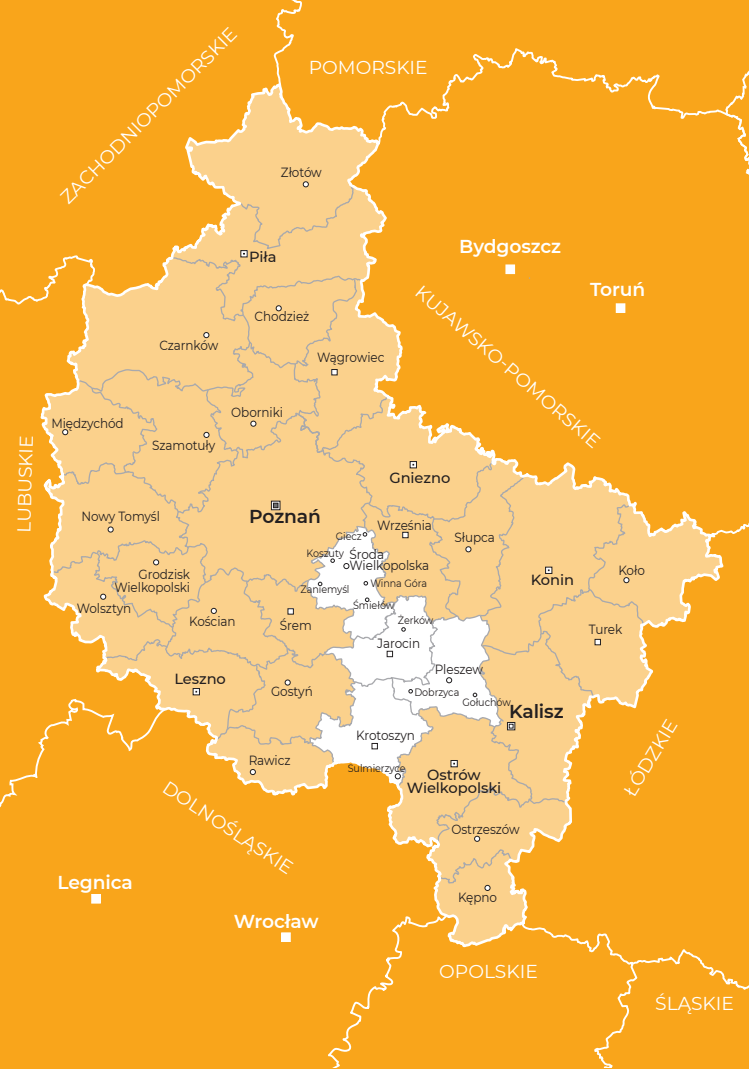 POMORSKIE
ZACHODNIOPOMORSKIE
Złotów
Bydgoszcz
Piła
Toruń
KUJAWSKO-POMORSKIE
Chodzież
Czarnków
Wągrowiec
Oborniki
Międzychód
Szamotuły
LUBUSKIE
Gniezno
Poznań
Nowy Tomyśl
Września
Giecz
Słupca
Koszuty
Środa
Wielkopolska
Grodzisk
Wielkopolski
Konin
Koło
Winna Góra
Zaniemyśl
Wolsztyn
Śmiełów
Kościan
Śrem
Żerków
Turek
Jarocin
Pleszew
Leszno
Gostyń
Dobrzyca
Gołuchów
Kalisz
Krotoszyn
ŁÓDZKIE
Rawicz
Sulmierzyce
Ostrów
Wielkopolski
DOLNOŚLĄSKIE
Ostrzeszów
Legnica
Kępno
Wrocław
OPOLSKIE
ŚLĄSKIE